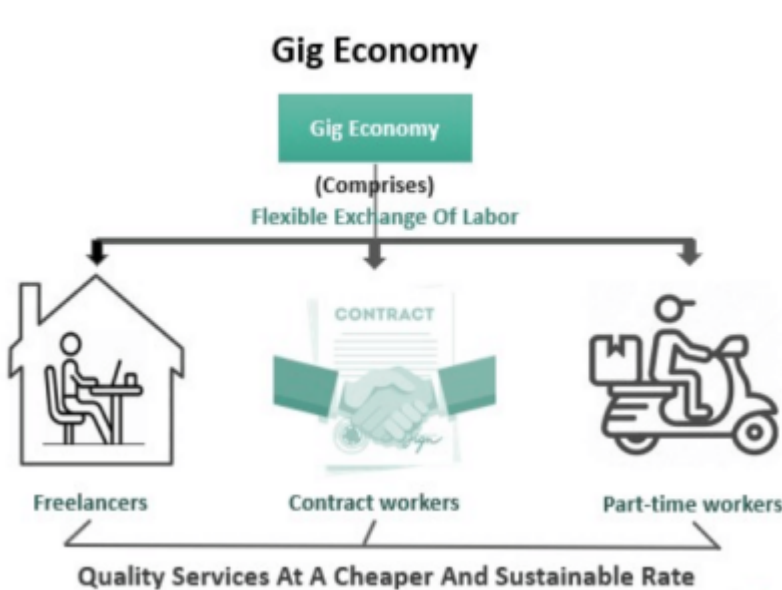 Gig Economy
Gig Economy
(Comprises)
Flexible Exchange Of Labor
CONTRACT
Sign
Freelancers
Contract workers
Part-time workers
Quality Services At A Cheaper And Sustainable Rate